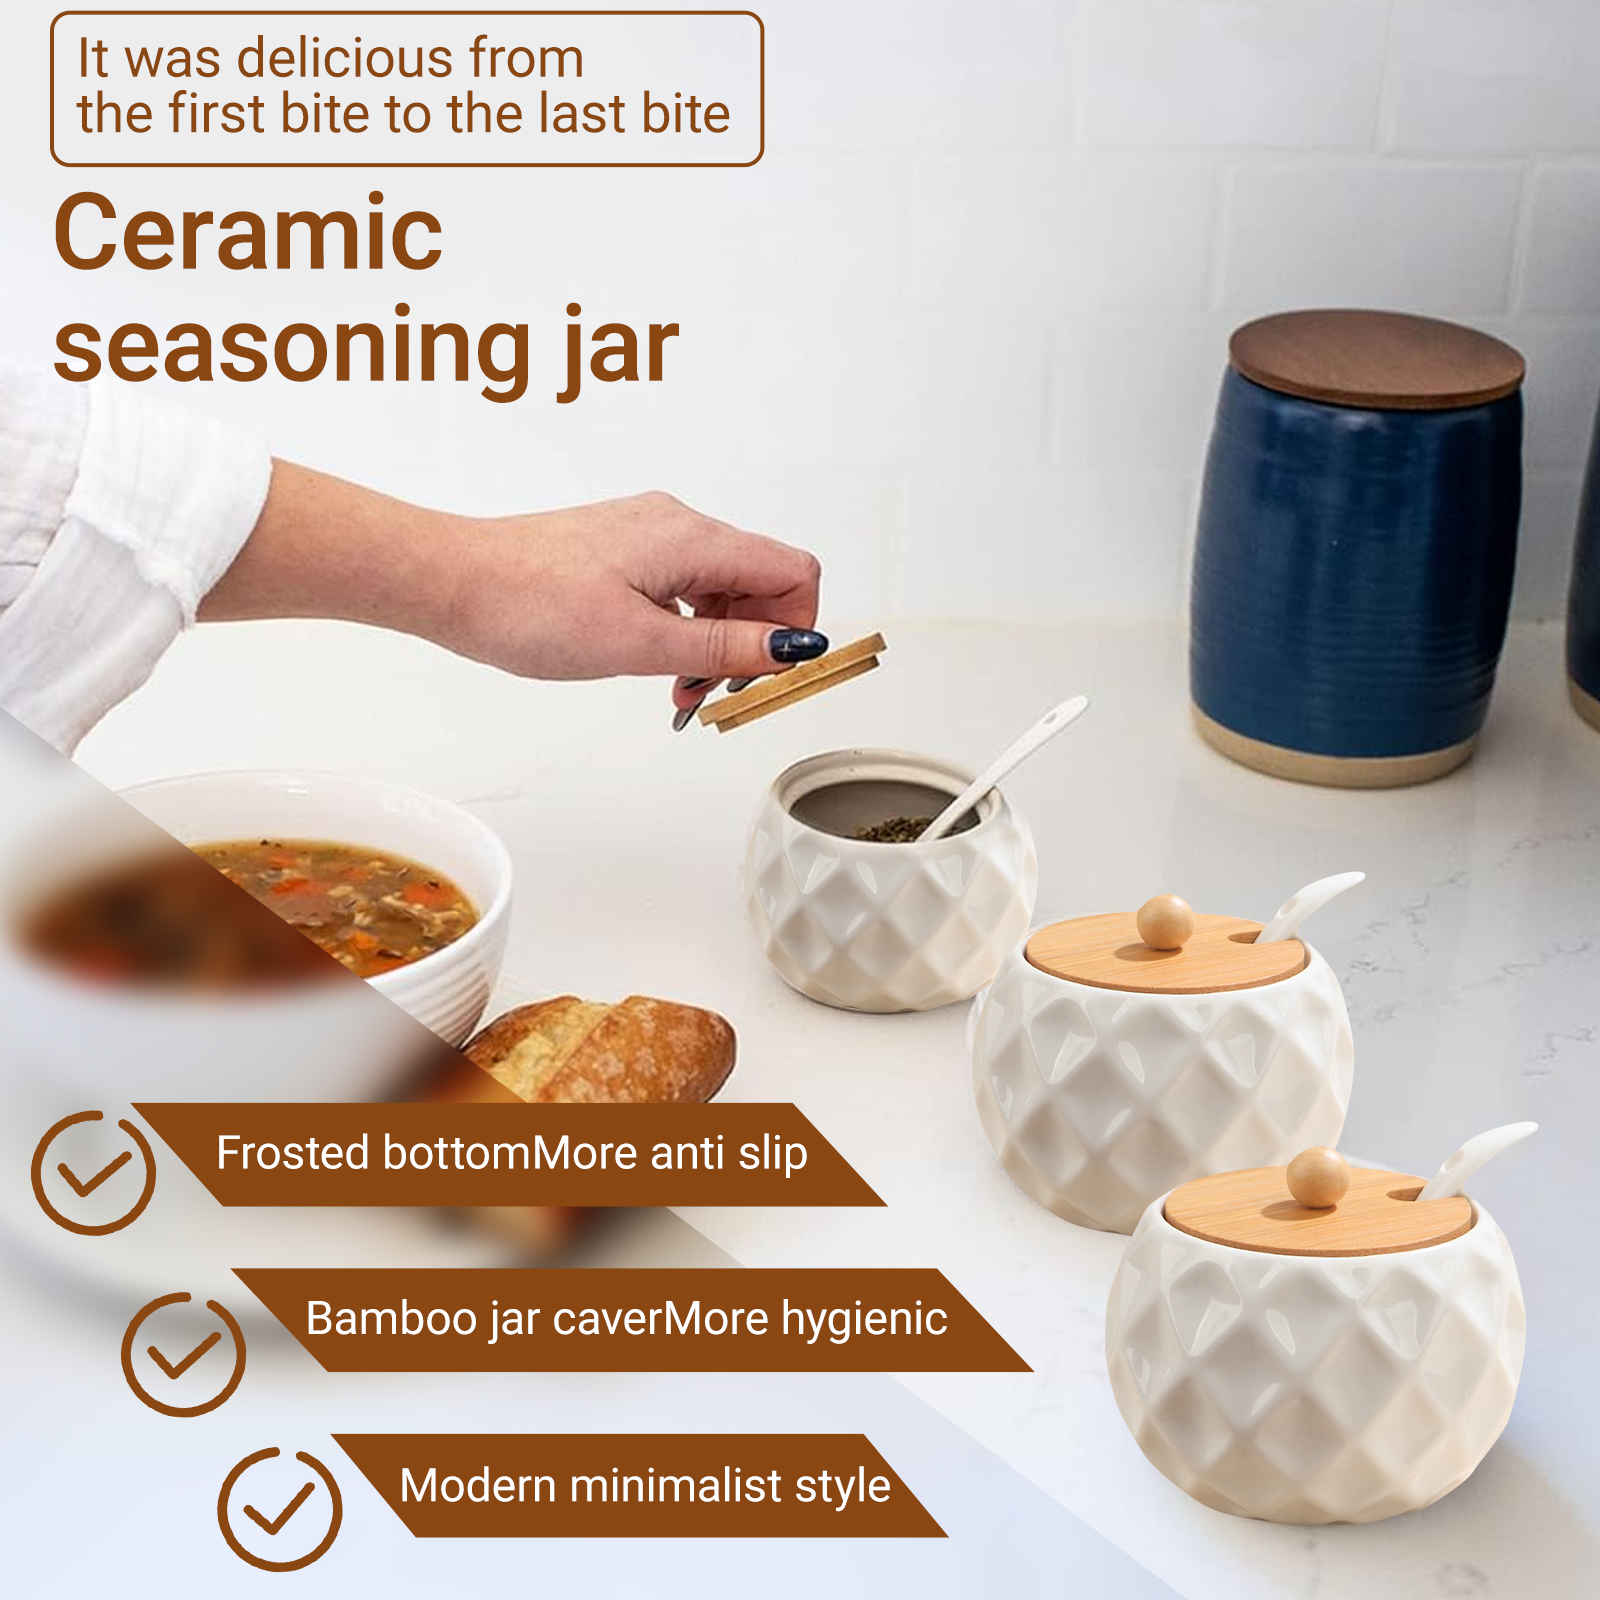 It was delicious from
the first bite to the last bite
Ceramic
seasoning jar
Frosted bottomMore anti slip
Bamboo jar caverMore hygienic
Modern minimalist style